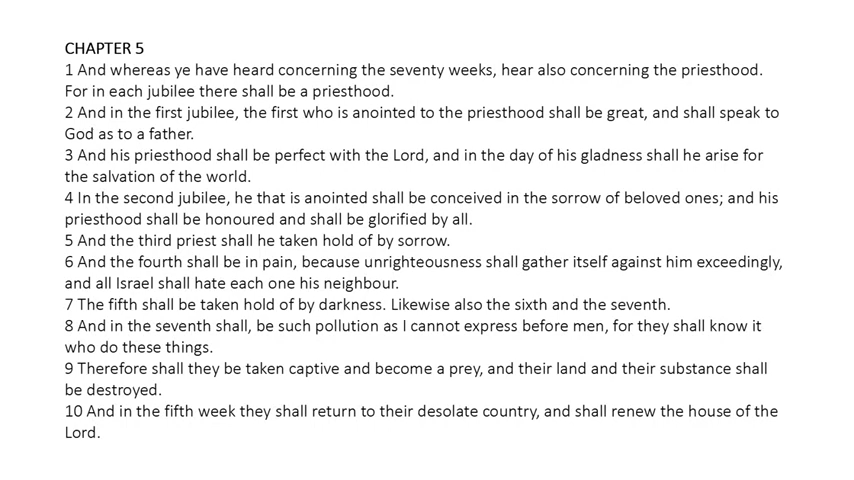 CHAPTER 5
1 And whereas ye have heard concerning the seventy weeks, hear also concerning the priesthood.
For in each jubilee there shall be a priesthood.
2 And in the first jubilee, the first who is anointed to the priesthood shall be great, and shall speak to
God as to a father.
3 And his priesthood shall be perfect with the Lord, and in the day of his gladness shall he arise for
the salvation of the world.
4 In the second jubilee, he that is anointed shall be conceived in the sorrow of beloved ones; and his
priesthood shall be honoured and shall be glorified by all.
5 And the third priest shall he taken hold of by sorrow.
6 And the fourth shall be in pain, because unrighteousness shall gather itself against him exceedingly,
and all Israel shall hate each one his neighbour.
7 The fifth shall be taken hold of by darkness. Likewise also the sixth and the seventh.
8 And in the seventh shall, be such pollution as I cannot express before men, for they shall know it
who do these things.
9 Therefore shall they be taken captive and become a prey, and their land and their substance shall
be destroyed.
10 And in the fifth week they shall return to their desolate country, and shall renew the house of the
Lord.